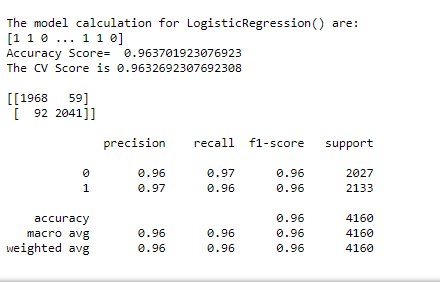 The model calculation for LogisticRegression() are:
[1 1 0 ... 1 1 0]
Accuracy Score=  0.963701923076923
The CV Score is 0.9632692307692308
[[1968   59]
 [  92 2041]]
              precision    recall  f1-score   support
           0       0.96      0.97      0.96      2027
           1       0.97      0.96      0.96      2133
    accuracy                           0.96      4160
   macro avg       0.96      0.96      0.96      4160
weighted avg       0.96      0.96      0.96      4160